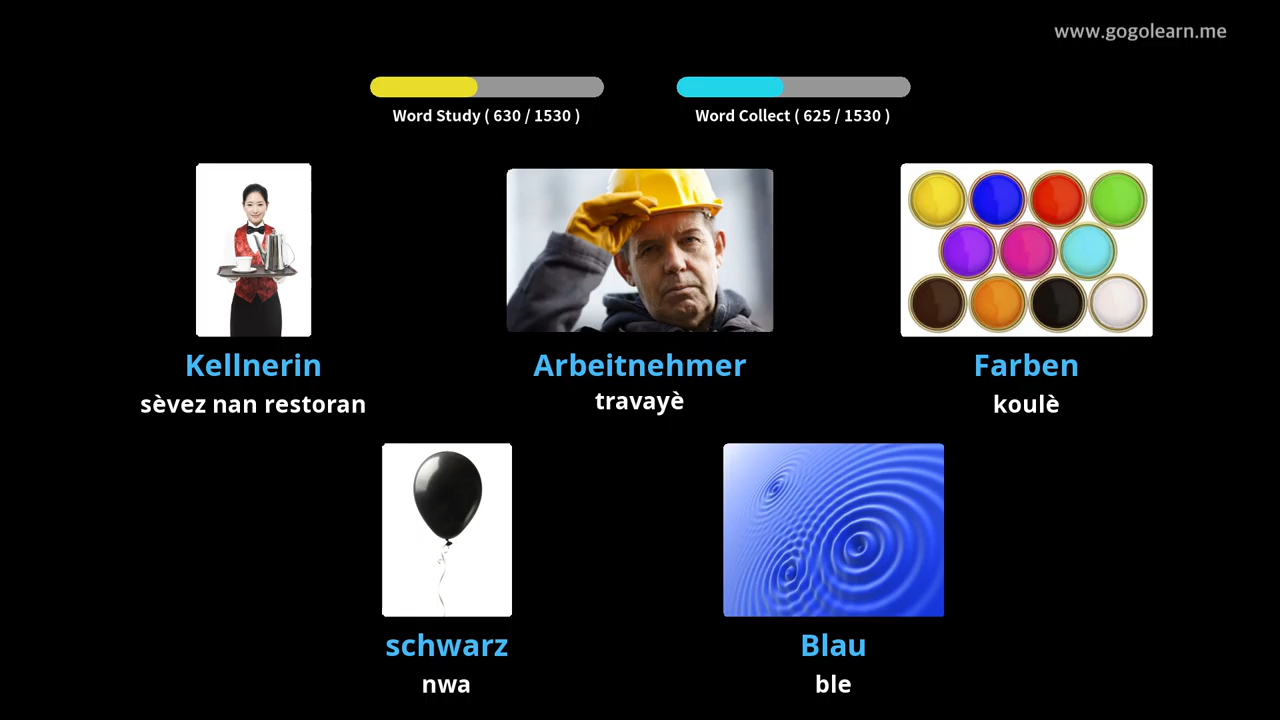 www.gogolearn.me
Word Study ( 630 / 1530 )
Word Collect ( 625 / 1530 )
Kellnerin
sèvez nan restoran
Arbeitnehmer
travayè
Farben
koulè
schwarz
nwa
Blau
ble